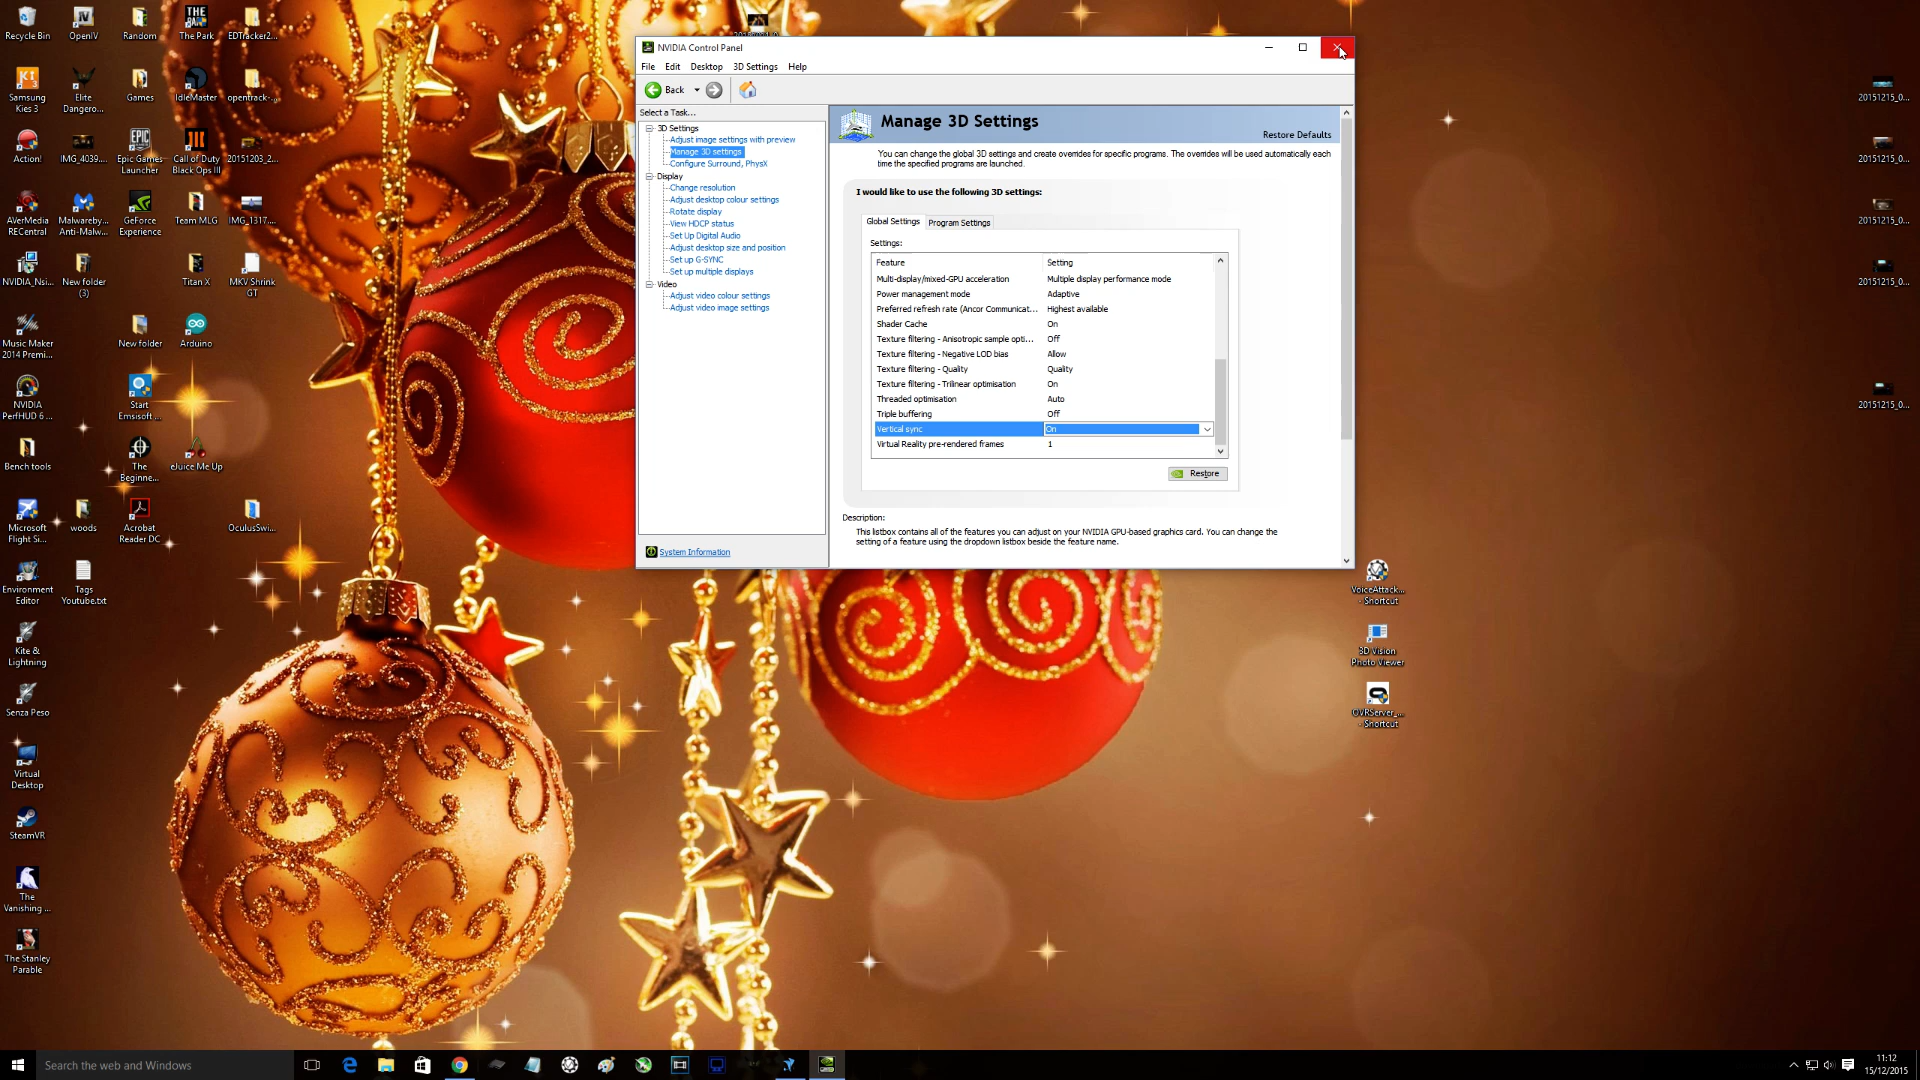 Recycle Bin
OpenIV
Random
The Park
EDTracker2...
Samsung
Kies 3
Elite
Dangero...
Games
IdleMaster
opentrack-...
Action!
IMG_4039....
Epic Games
Launcher
Call of Duty
Black Ops III
20151203_2...
AVerMedia
RECentral
Malwareby...
Anti-Malw...
GeForce
Experience
Team MLG
IMG_1317....
NVIDIA_Nsi...
New folder
(3)
Titan X
MKV Shrink
GT
Music Maker
2014 Premi...
New folder
Arduino
NVIDIA
PerfHUD 6 ...
Start
Emsisoft ...
Bench tools
The
Beginne...
eJuice Me Up
Microsoft
Flight Si...
woods
Acrobat
Reader DC
OculusSwi...
Environment
Editor
Tags
Youtube.txt
Kite &
Lightning
Senza Peso
Virtual
Desktop
SteamVR
The
Vanishing ...
The Stanley
Parable
NVIDIA Control Panel
File Edit Desktop 3D Settings Help
Back
Select a Task...
3D Settings
Adjust image settings with preview
Manage 3D settings
Configure Surround, PhysX
Display
Change resolution
Adjust desktop colour settings
Rotate display
View HDCP status
Set Up Digital Audio
Adjust desktop size and position
Set up G-SYNC
Set up multiple displays
Video
Adjust video colour settings
Adjust video image settings
System Information
Manage 3D Settings
Restore Defaults
You can change the global 3D settings and create overrides for specific programs. The overrides will be used automatically each
time the specified programs are launched.
I would like to use the following 3D settings:
Global Settings Program Settings
Settings:
Feature Setting
Multi-display/mixed-GPU acceleration Multiple display performance mode
Power management mode Adaptive
Preferred refresh rate (Ancor Communicat... Highest available
Shader Cache On
Texture filtering - Anisotropic sample opti... Off
Texture filtering - Negative LOD bias Allow
Texture filtering - Quality Quality
Texture filtering - Trilinear optimisation On
Threaded optimisation Auto
Triple buffering Off
Vertical sync On
Virtual Reality pre-rendered frames 1
Restore
Description:
This listbox contains all of the features you can adjust on your NVIDIA GPU-based graphics card. You can change the
setting of a feature using the dropdown listbox beside the feature name.
20151215_0...
20151215_0...
20151215_0...
20151215_0...
20151215_0...
VoiceAttack...
- Shortcut
3D Vision
Photo Viewer
OVRServer_...
- Shortcut
Search the web and Windows
11:12
15/12/2015